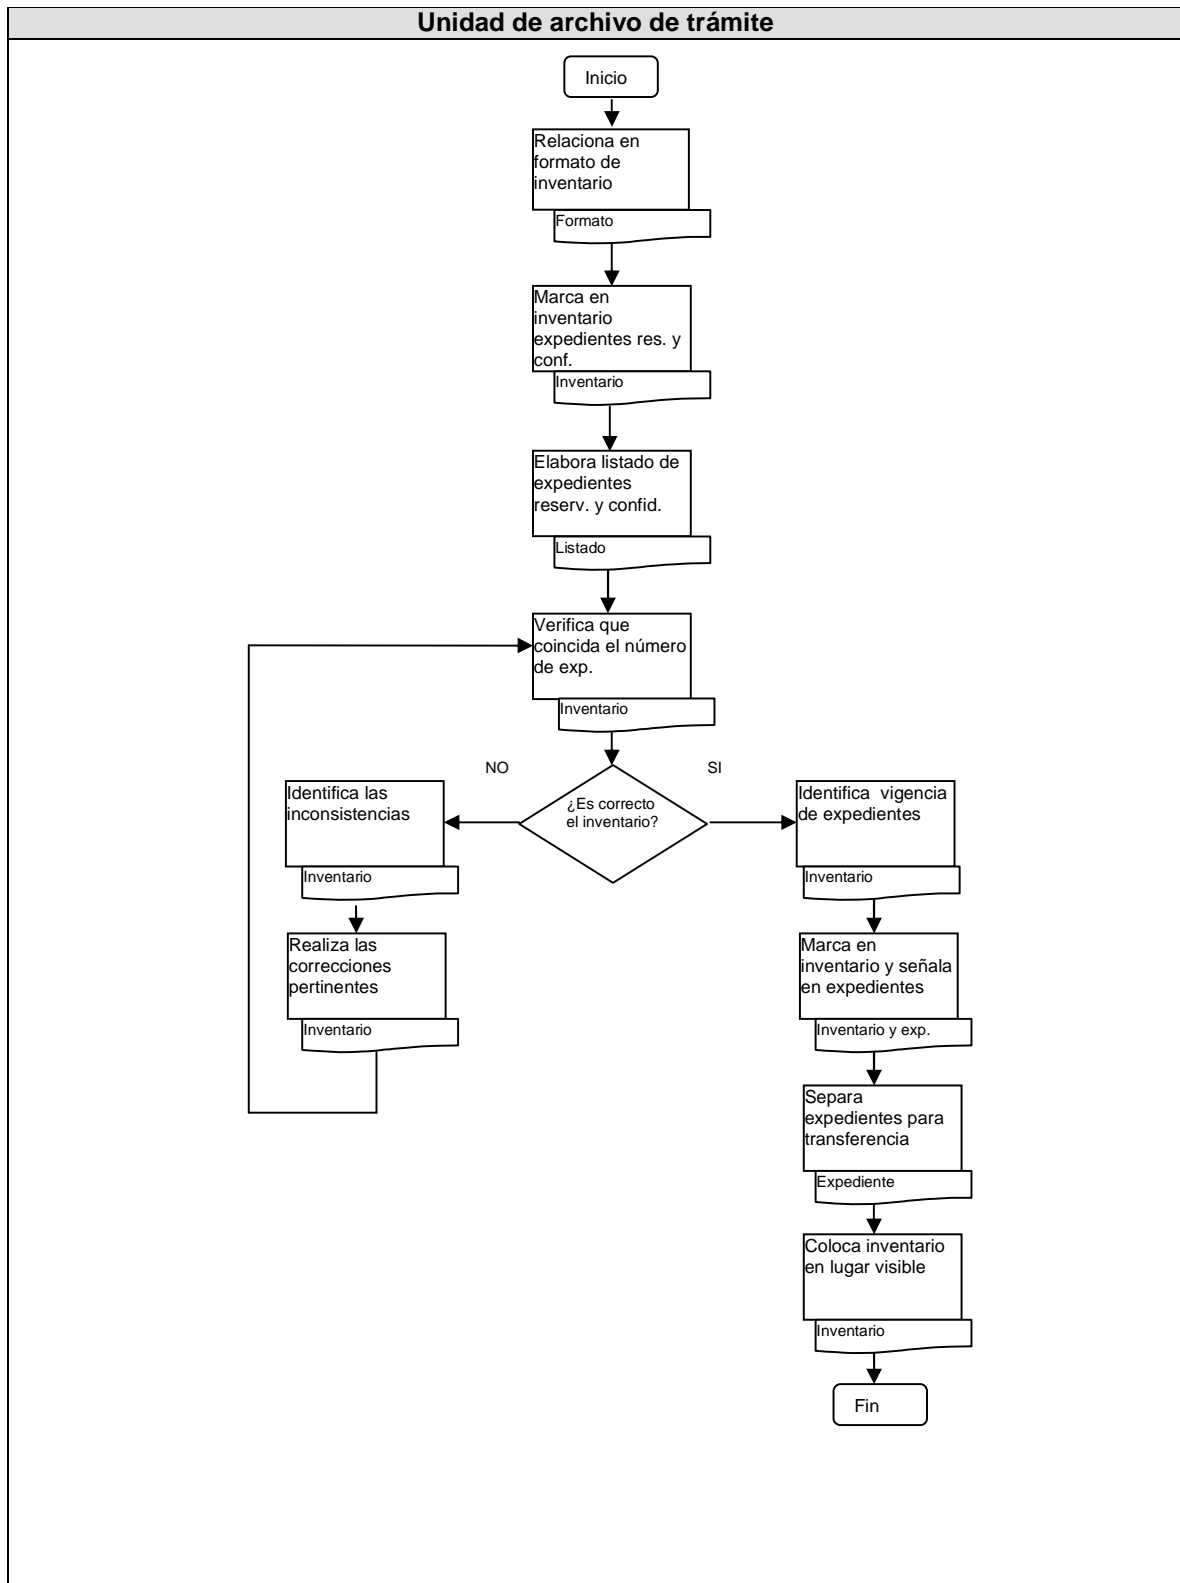 Unidad de archivo de trámite
Inicio
Relaciona en
formato de
inventario
Formato
Marca en
inventario
expedientes res. y
conf.
Inventario
Elabora listado de
expedientes
reserv. y confid.
Listado
Verifica que
coincida el número
de exp.
Inventario
NO
SI
¿Es correcto
el inventario?
Identifica las
inconsistencias
Inventario
Realiza las
correcciones
pertinentes
Inventario
Identifica vigencia
de expedientes
Inventario
Marca en
inventario y señala
en expedientes
Inventario y exp.
Separa
expedientes para
transferencia
Expediente
Coloca inventario
en lugar visible
Inventario
Fin